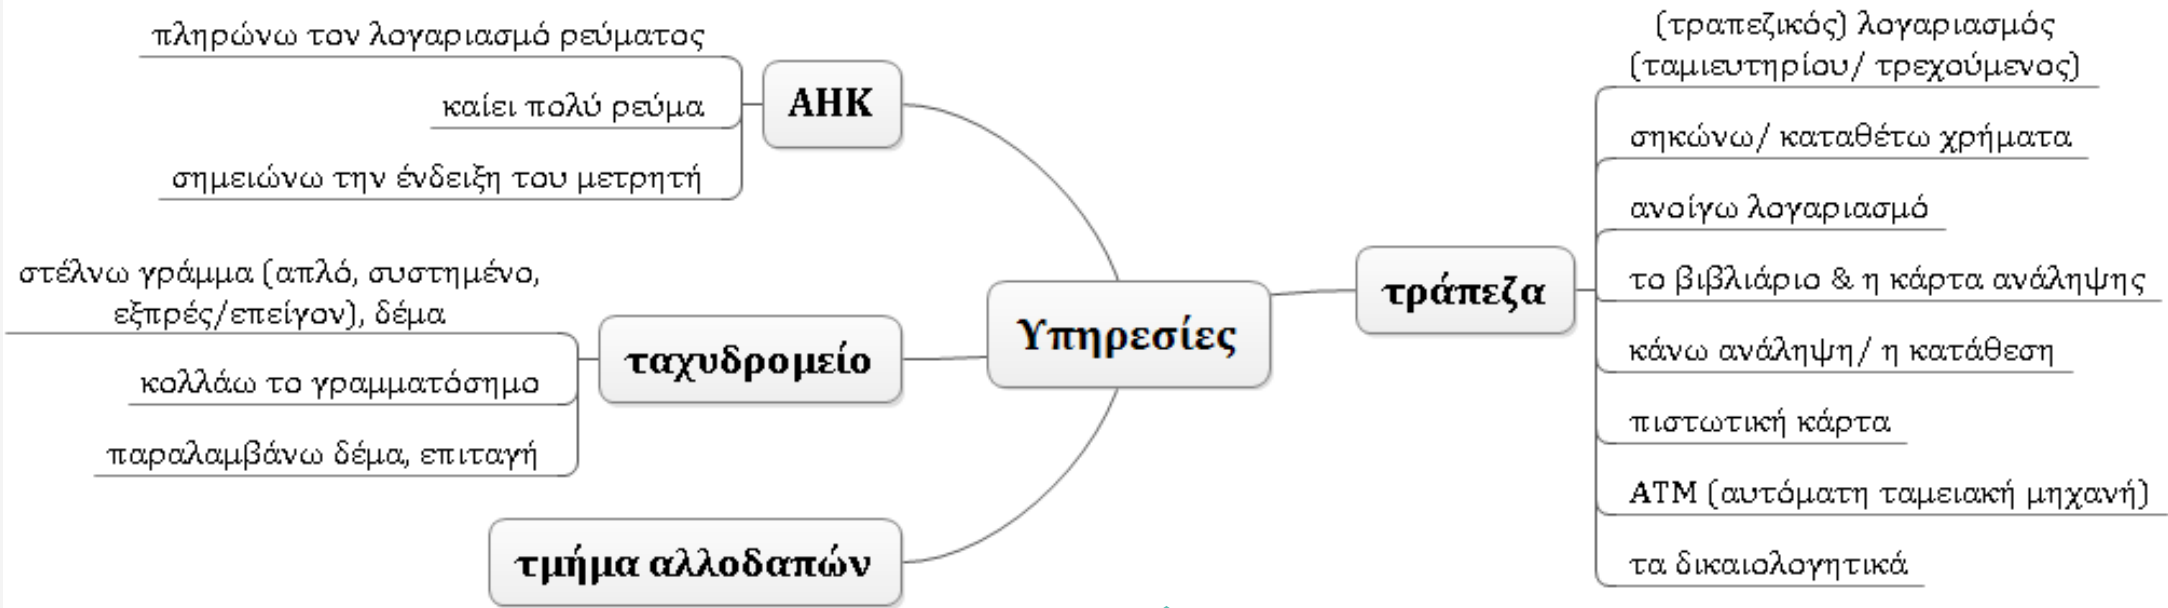 πληρώνω τον λογαριασμό ρεύματος
καίει πολύ ρεύμα
σημειώνω την ένδειξη του μετρητή
ΑΗΚ
στέλνω γράμμα (απλό, συστημένο,
εξπρές/επείγον), δέμα
κολλάω το γραμματόσημο
παραλαμβάνω δέμα, επιταγή
ταχυδρομείο
τμήμα αλλοδαπών
Υπηρεσίες
τράπεζα
(τραπεζικός) λογαριασμός
(ταμιευτηρίου/ τρεχούμενος)
σηκώνω/ καταθέτω χρήματα
ανοίγω λογαριασμό
το βιβλιάριο & η κάρτα ανάληψης
κάνω ανάληψη/ η κατάθεση
πιστωτική κάρτα
ΑΤΜ (αυτόματη ταμειακή μηχανή)
τα δικαιολογητικά